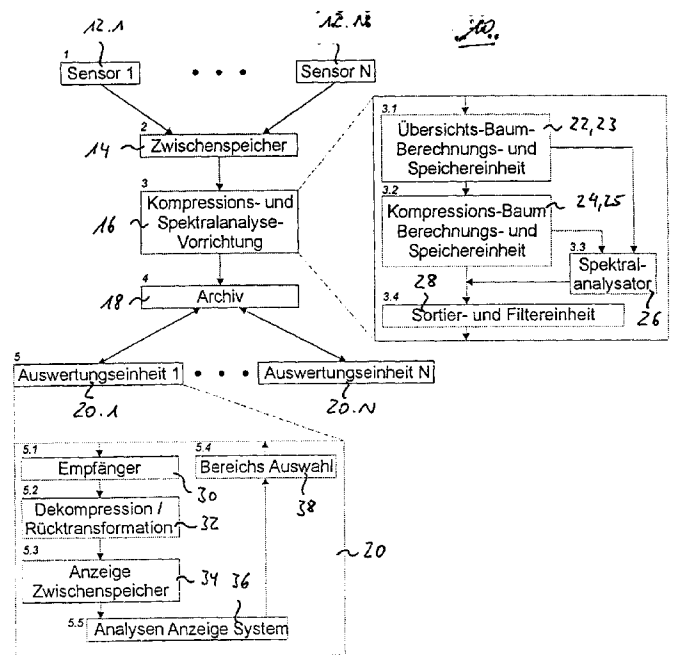 12.1
12.N
10
1
Sensor 1
• • •
Sensor N
2
14
Zwischenspeicher
3
16
Kompressions- und
Spektralanalyse-
Vorrichtung
4
18
Archiv
5
Auswertungseinheit 1
• • •
Auswertungseinheit N
20.1
20.N
3.1
Übersichts-Baum-
Berechnungs- und
Speichereinheit
22,23
3.2
Kompressions-Baum
Berechnungs- und
Speichereinheit
24,25
3.3
Spektral-
analysator
26
28
3.4
Sortier- und Filtereinheit
5.1
Empfänger
30
5.2
Dekompression /
Rücktransformation
32
5.3
Anzeige
Zwischenspeicher
34
36
5.5
Analysen Anzeige System
5.4
Bereichs Auswahl
38
20